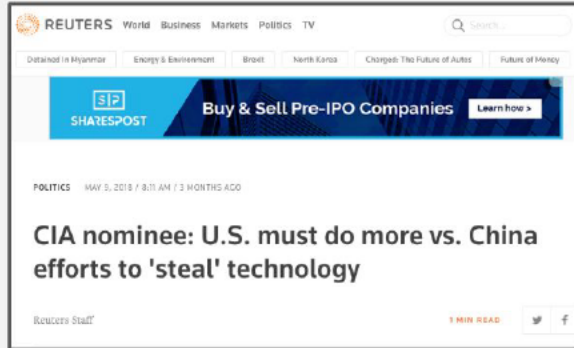 REUTERS World Business Markets Politics TV Search...
Detained in Myanmar Energy & Environment Brexit North Korea Charged: The Future of Autos Future of Money
S|P
SHARESPOST
Buy & Sell Pre-IPO Companies
Learn how >
POLITICS MAY 9, 2018 / 8:11 AM / 3 MONTHS AGO
CIA nominee: U.S. must do more vs. China
efforts to 'steal' technology
Reuters Staff 1 MIN READ